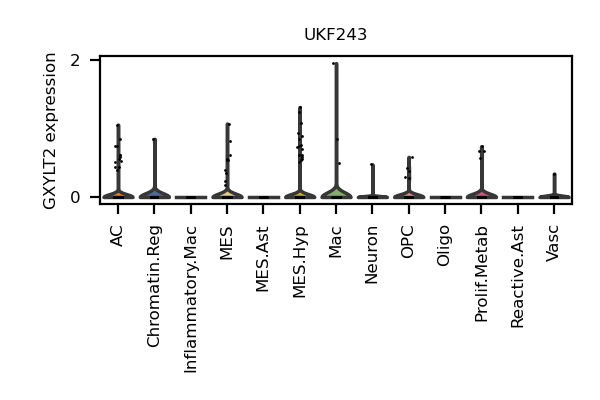 UKF243
GXYLT2 expression
2
0
AC
Chromatin.Reg
Inflammatory.Mac
MES
MES.Ast
MES.Hyp
Mac
Neuron
OPC
Oligo
Prolif.Metab
Reactive.Ast
Vasc